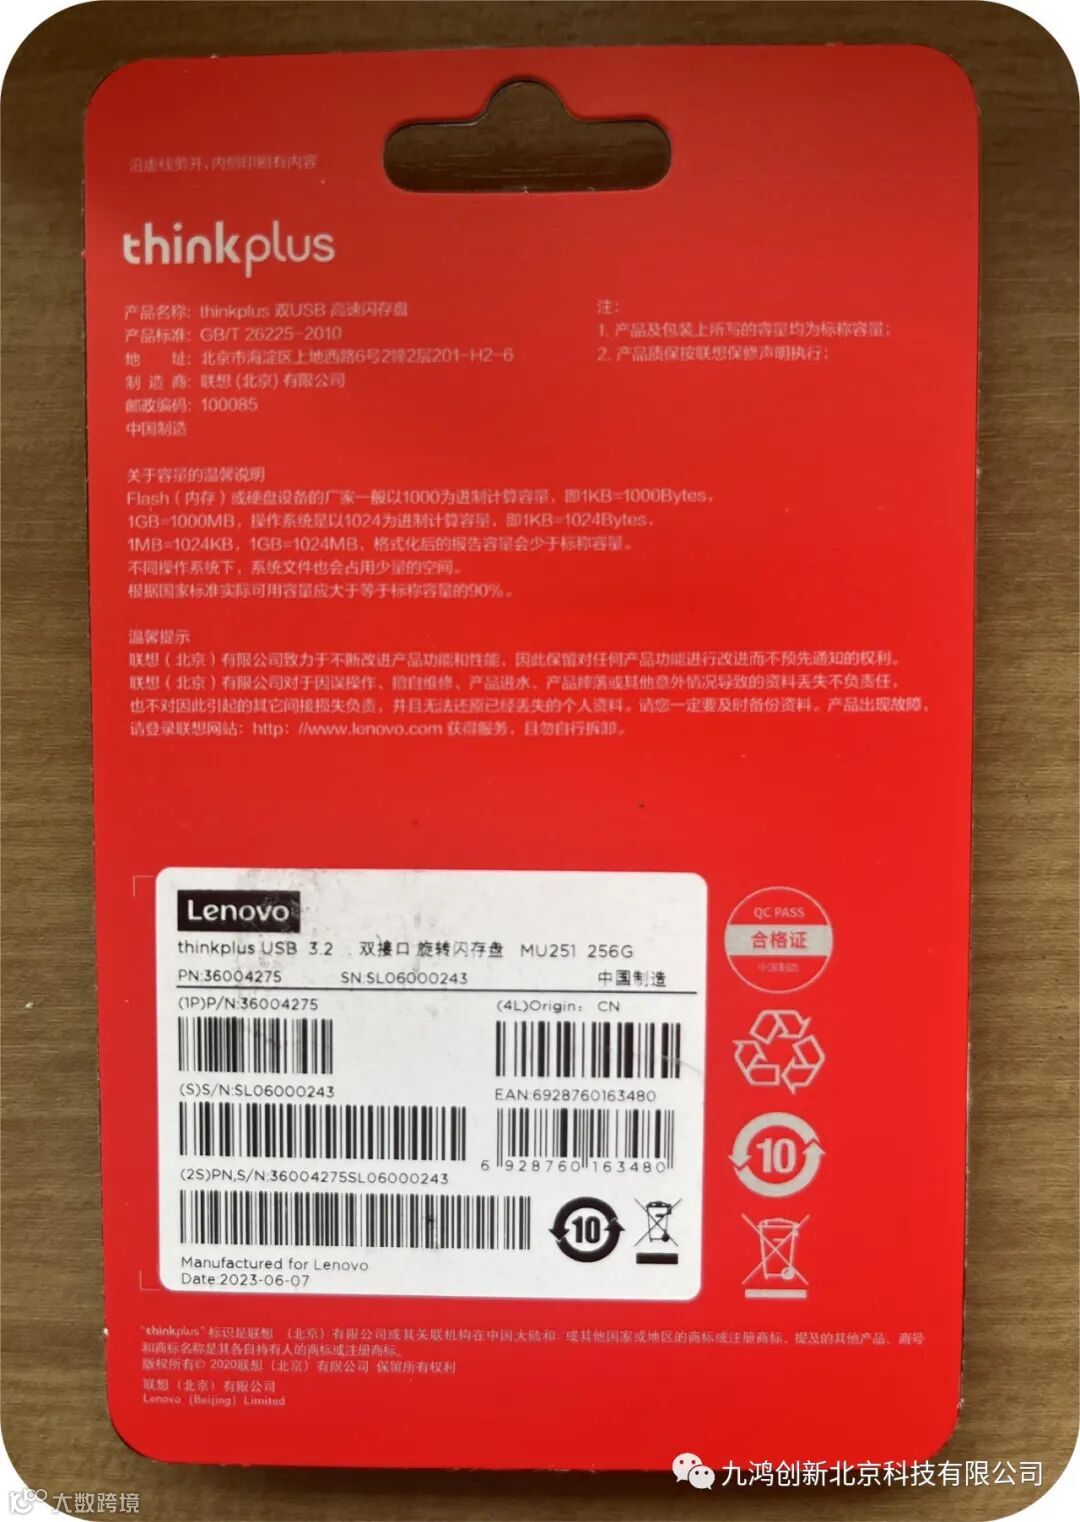 沿虚线剪开，内侧印刷有内容
thinkplus
产品名称：thinkplus 双USB 高速闪存盘
产品标准：GB/T 26225-2010
地 址：北京市海淀区上地西路6号2幢2层201-H2-6
制 造 商：联想(北京)有限公司
邮政编码：100085
中国制造
注：
1. 产品及包装上所写的容量均为标称容量；
2. 产品质保按联想保修声明执行；
关于容量的温馨说明
Flash（内存）或硬盘设备的厂家一般以1000为进制计算容量，即1KB=1000Bytes，
1GB=1000MB，操作系统是以1024为进制计算容量，即1KB=1024Bytes，
1MB=1024KB，1GB=1024MB，格式化后的报告容量会少于标称容量。
不同操作系统下，系统文件也会占用少量的空间。
根据国家标准实际可用容量应大于等于标称容量的90%。
温馨提示
联想（北京）有限公司致力于不断改进产品功能和性能，因此保留对任何产品功能进行改进而不预先通知的权利。
联想（北京）有限公司对于因误操作、擅自维修、产品进水、产品摔落或其他意外情况导致的资料丢失不负责任，
也不对因此引起的其它间接损失负责，并且无法还原已经丢失的个人资料。请您一定要及时备份资料。产品出现故障，
请登录联想网站：http：//www.lenovo.com 获得服务，且勿自行拆卸。
Lenovo
thinkplus USB 3.2 双接口 旋转闪存盘 MU251 256G
PN:36004275 SN:SL06000243 中国制造
(1P)P/N:36004275 (4L)Origin: CN
(S)S/N:SL06000243 EAN:6928760163480
6 928760 163480
(2S)PN,S/N:36004275SL06000243
10
Manufactured for Lenovo
Date:2023-06-07
QC PASS
合格证
中国制造
10
"thinkplus"标识是联想 （北京）有限公司或其关联机构在中国大陆和/或其他国家或地区的商标或注册商标。提及的其他产品、商号
和商标名称是其各自持有人的商标或注册商标。
版权所有© 2020联想（北京）有限公司 保留所有权利
联想（北京）有限公司
Lenovo (Beijing) Limited
九鸿创新北京科技有限公司
大数跨境